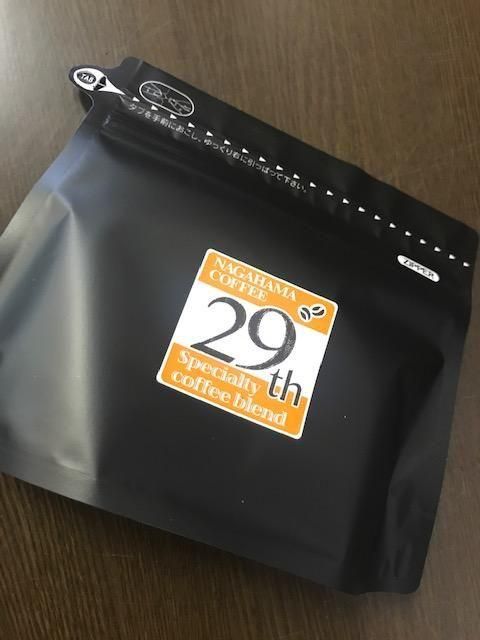 TAB
タブを手前におこし、ゆっくり右に引っぱって下さい。
ZIPPER
NAGAHAMA
COFFEE
29th
Specialty
coffee blend